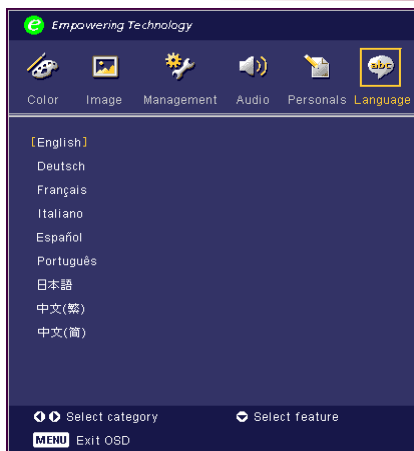 e Empowering Technology
Color Image Management Audio Personals Language
abc
[English]
Deutsch
Français
Italiano
Español
Português
日本語
中文(繁)
中文(简)
Select category Select feature
MENU Exit OSD